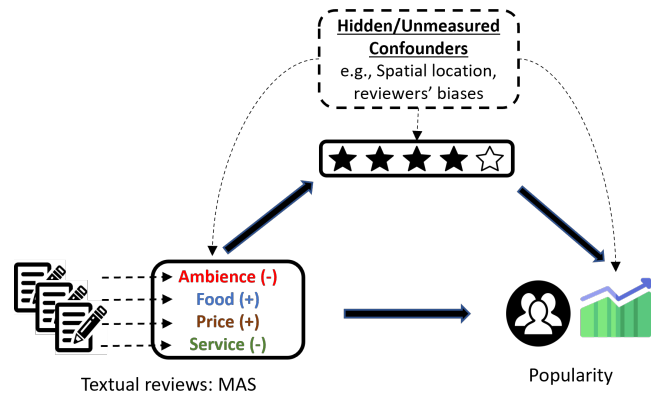 Hidden/Unmeasured
Confounders
e.g., Spatial location,
reviewers' biases
Ambience (-)
Food (+)
Price (+)
Service (-)
Textual reviews: MAS
Popularity